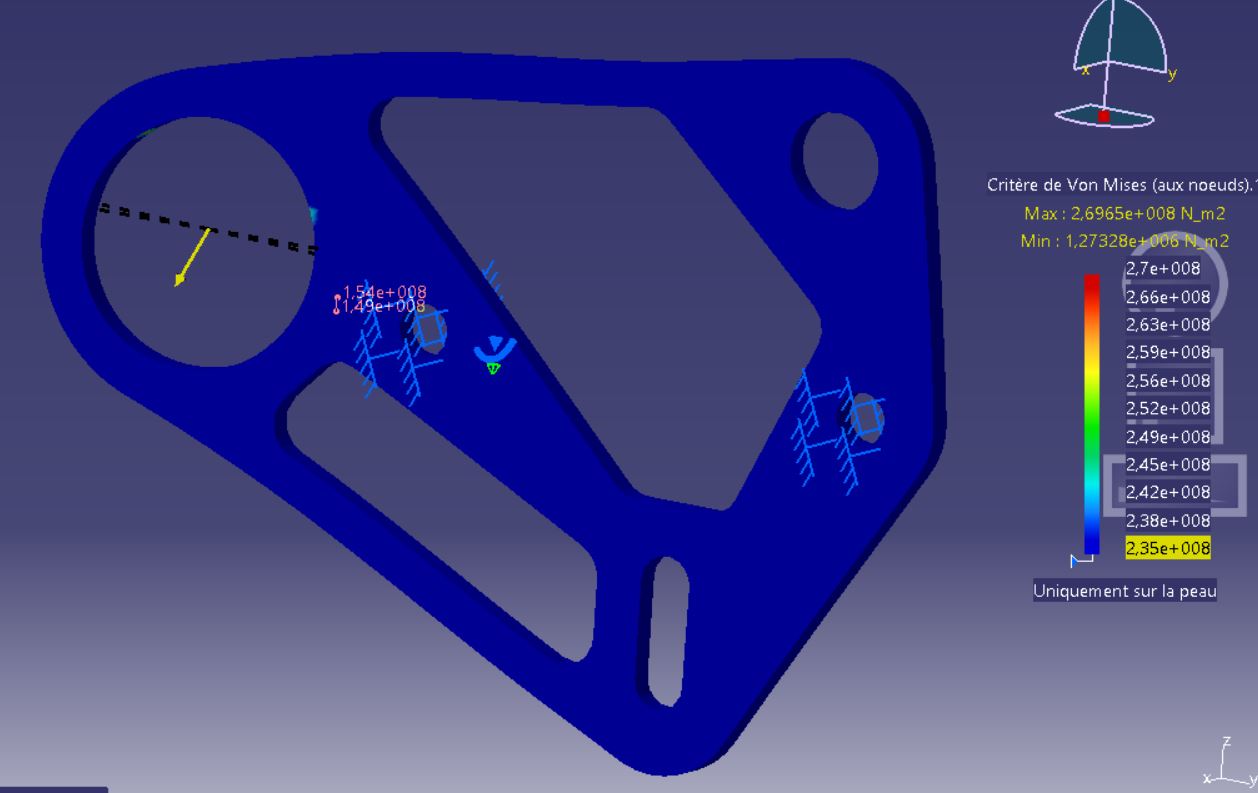 x
y
Critère de Von Mises (aux noeuds).1
Max : 2,6965e+008 N_m2
Min : 1,27328e+006 N_m2
2,7e+008
2,66e+008
2,63e+008
2,59e+008
2,56e+008
2,52e+008
2,49e+008
2,45e+008
2,42e+008
2,38e+008
2,35e+008
Uniquement sur la peau
1,54e+008
1,49e+008
z
x
y